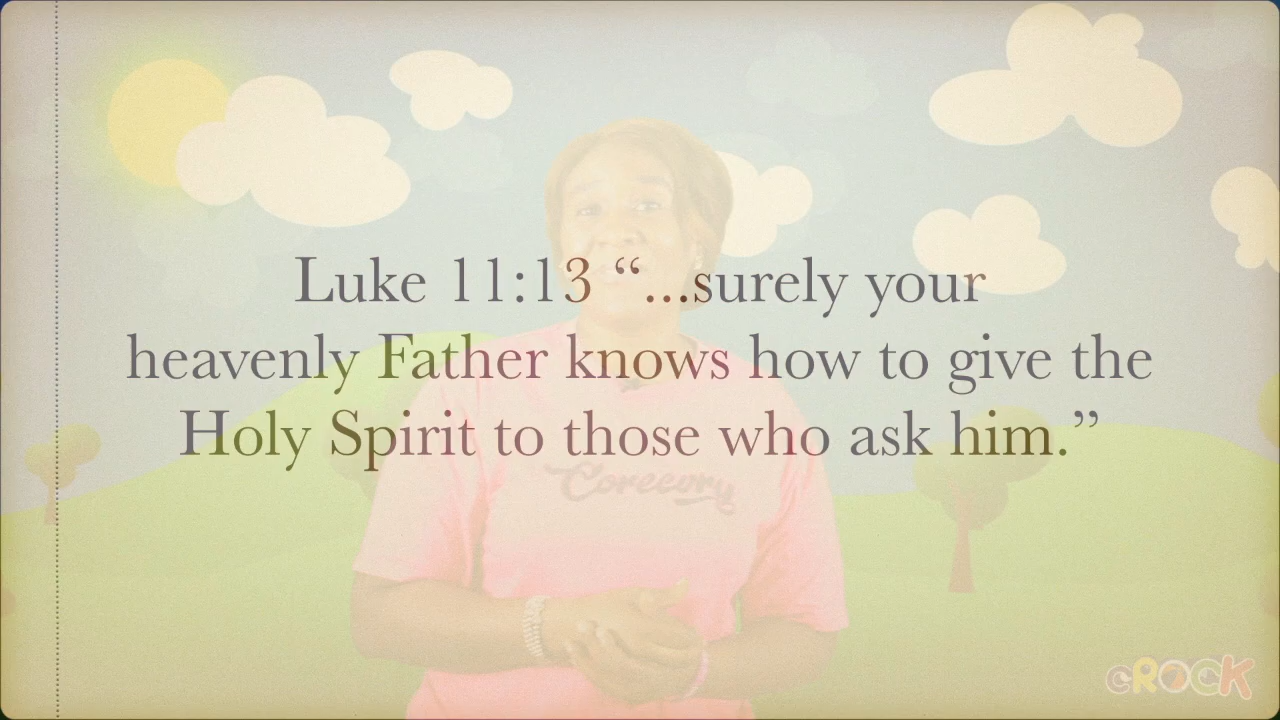 Luke 11:13 “...surely your
heavenly Father knows how to give the
Holy Spirit to those who ask him.”
cROCK